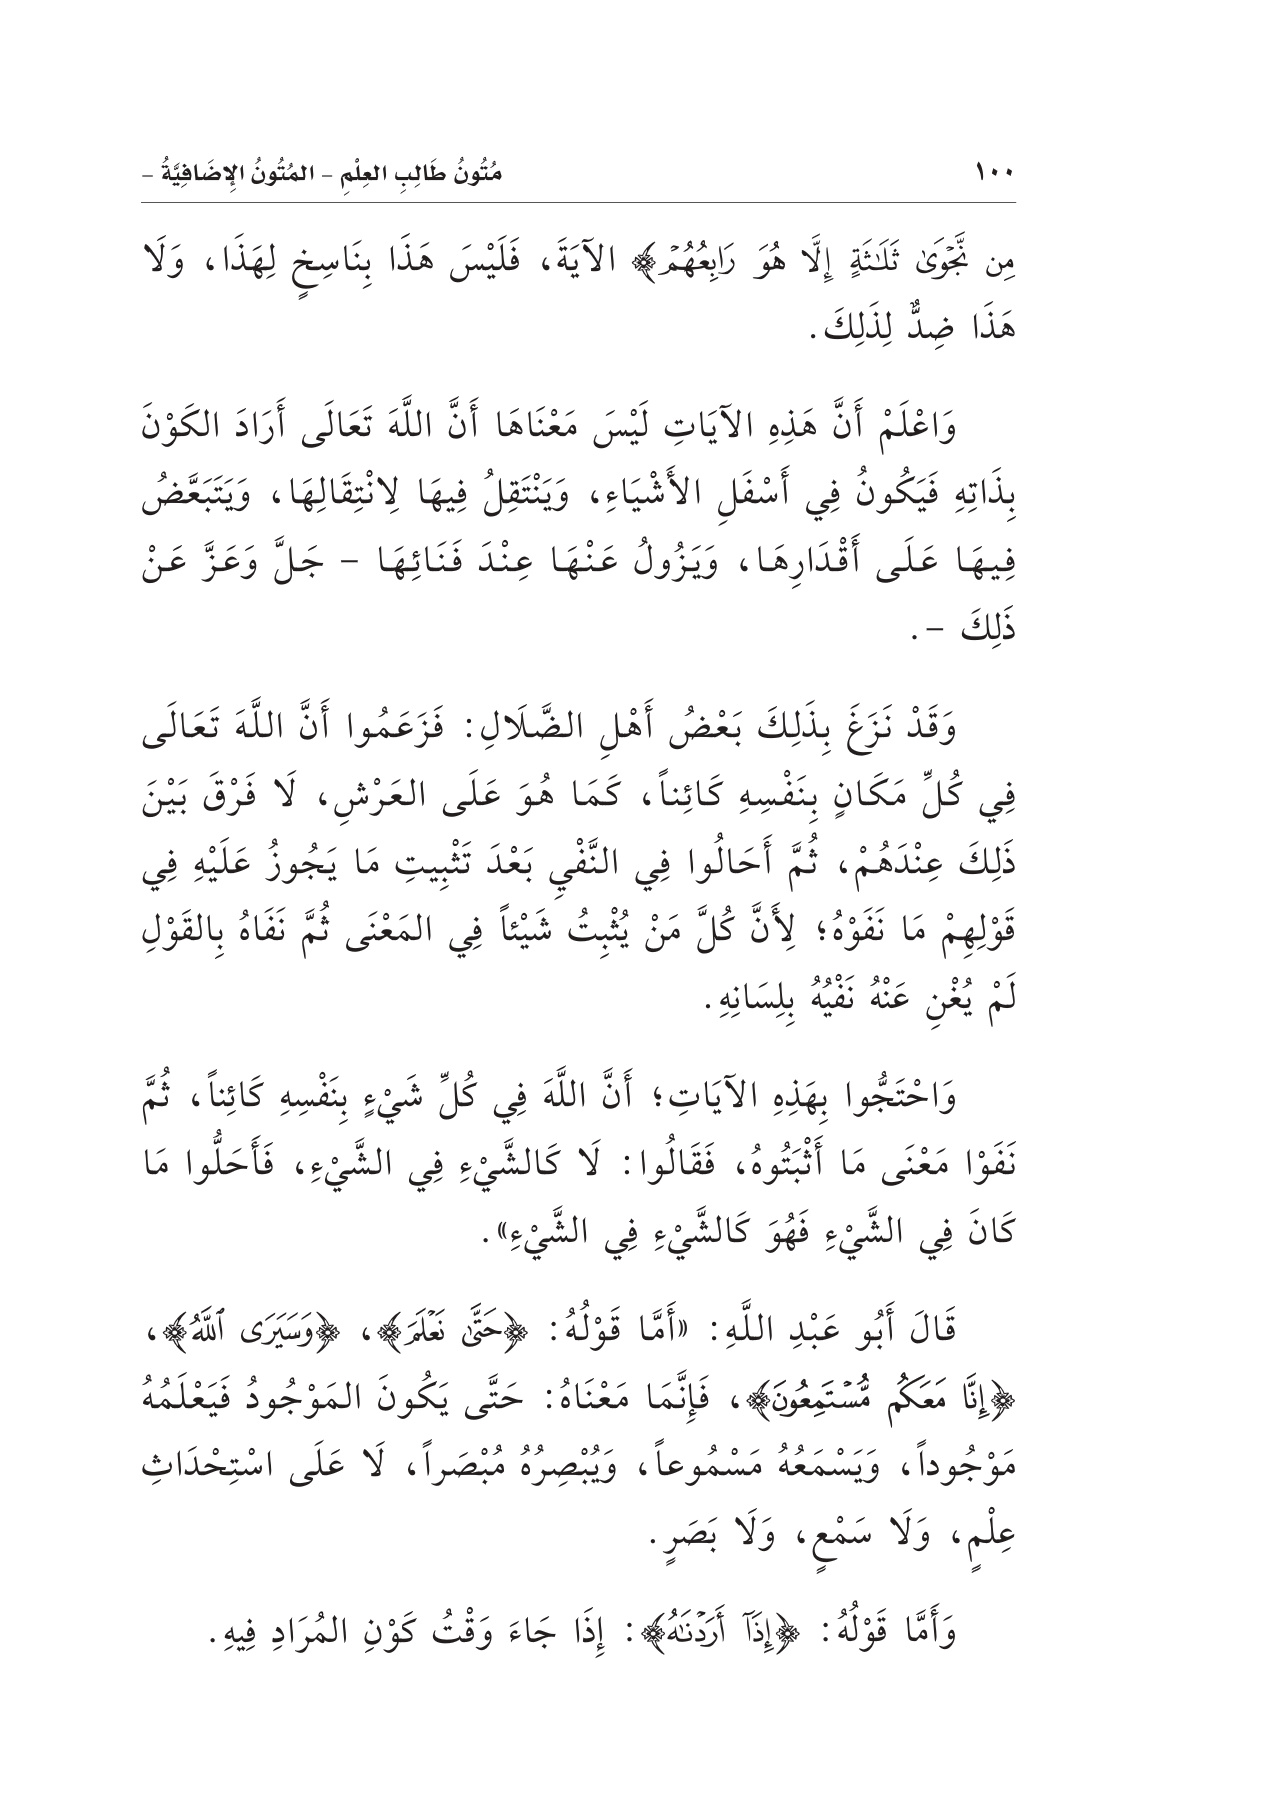 ١٠٠ مُتُونُ طَالِبِ العِلْمِ – المُتُونُ الإِضَافِيَّةُ –
مِن نَّجْوَىٰ ثَلَـٰثَةٍ إِلَّا هُوَ رَابِعُهُمْ﴾ الآيَةَ، فَلَيْسَ هَذَا بِنَاسِخٍ لِهَذَا، وَلَا
هَذَا ضِدٌّ لِذَلِكَ.
وَاعْلَمْ أَنَّ هَذِهِ الآيَاتِ لَيْسَ مَعْنَاهَا أَنَّ اللَّهَ تَعَالَى أَرَادَ الكَوْنَ
بِذَاتِهِ فَيَكُونُ فِي أَسْفَلِ الأَشْيَاءِ، وَيَنْتَقِلُ فِيهَا لِانْتِقَالِهَا، وَيَتَبَعَّضُ
فِيهَا عَلَى أَقْدَارِهَا، وَيَزُولُ عَنْهَا عِنْدَ فَنَائِهَا – جَلَّ وَعَزَّ عَنْ
ذَلِكَ –.
وَقَدْ نَزَغَ بِذَلِكَ بَعْضُ أَهْلِ الضَّلَالِ: فَزَعَمُوا أَنَّ اللَّهَ تَعَالَى
فِي كُلِّ مَكَانٍ بِنَفْسِهِ كَائِناً، كَمَا هُوَ عَلَى العَرْشِ، لَا فَرْقَ بَيْنَ
ذَلِكَ عِنْدَهُمْ، ثُمَّ أَحَالُوا فِي النَّفْيِ بَعْدَ تَثْبِيتِ مَا يَجُوزُ عَلَيْهِ فِي
قَوْلِهِمْ مَا نَفَوْهُ؛ لِأَنَّ كُلَّ مَنْ يُثْبِتُ شَيْئاً فِي المَعْنَى ثُمَّ نَفَاهُ بِالقَوْلِ
لَمْ يُغْنِ عَنْهُ نَفْيُهُ بِلِسَانِهِ.
وَاحْتَجُّوا بِهَذِهِ الآيَاتِ؛ أَنَّ اللَّهَ فِي كُلِّ شَيْءٍ بِنَفْسِهِ كَائِناً، ثُمَّ
نَفَوْا مَعْنَى مَا أَثْبَتُوهُ، فَقَالُوا: لَا كَالشَّيْءِ فِي الشَّيْءِ، فَأَحَلُّوا مَا
كَانَ فِي الشَّيْءِ فَهُوَ كَالشَّيْءِ فِي الشَّيْءِ».
قَالَ أَبُو عَبْدِ اللَّهِ: «أَمَّا قَوْلُهُ: ﴿حَتَّىٰ نَعْلَمَ﴾، ﴿وَسَيَرَى ٱللَّهُ﴾،
﴿إِنَّا مَعَكُم مُّسْتَمِعُونَ﴾، فَإِنَّمَا مَعْنَاهُ: حَتَّى يَكُونَ المَوْجُودُ فَيَعْلَمُهُ
مَوْجُوداً، وَيَسْمَعُهُ مَسْمُوعاً، وَيُبْصِرُهُ مُبْصَراً، لَا عَلَى اسْتِحْدَاثِ
عِلْمٍ، وَلَا سَمْعٍ، وَلَا بَصَرٍ.
وَأَمَّا قَوْلُهُ: ﴿إِذَآ أَرَدْنَـٰهُ﴾: إِذَا جَاءَ وَقْتُ كَوْنِ المُرَادِ فِيهِ.